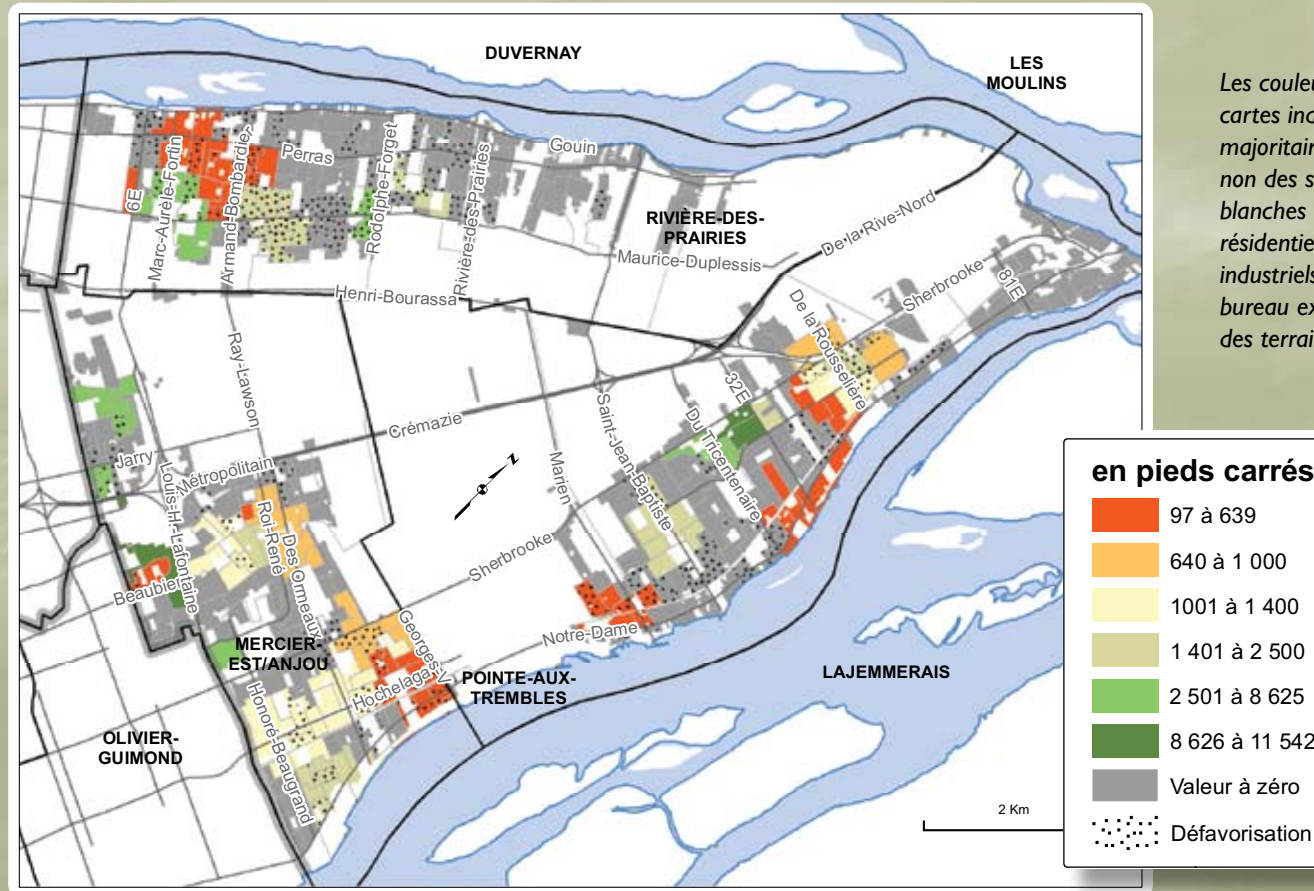 DUVERNAY
LES
MOULINS
Gouin
Perras
6E
Marc-Aurèle-Fortin
Armand-Bombardier
Rodolphe-Forget
Rivière-des-Prairies
RIVIÈRE-DES-
PRAIRIES
Maurice-Duplessis
De la Rive-Nord
Henri-Bourassa
Sherbrooke
81E
De la Rousselière
Ray-Lawson
32E
Crémazie
Saint-Jean-Baptiste
Du Tricentenaire
Jarry
Métropolitain
Louis-H.-Lafontaine
Marien
Roi-René
Des Ormeaux
Sherbrooke
Beaubien
Georges-V
Notre-Dame
MERCIER-
EST/ANJOU
Hochelaga
POINTE-AUX-
TREMBLES
LAJEMMERAIS
Honoré-Beaugrand
OLIVIER-
GUIMOND
N
2 Km
Les couleu
cartes ind
majoritair
non des s
blanches
résidentie
industriels
bureau ex
des terrai
en pieds carrés
97 à 639
640 à 1 000
1001 à 1 400
1 401 à 2 500
2 501 à 8 625
8 626 à 11 542
Valeur à zéro
Défavorisation